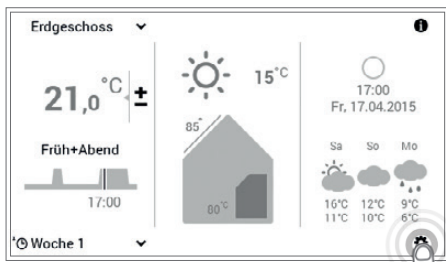 Erdgeschoss
21,0 °C ±
Früh+Abend
17:00
Woche 1
15°C
85°
80°C
17:00
Fr, 17.04.2015
Sa So Mo
16°C 12°C 9°C
11°C 10°C 6°C